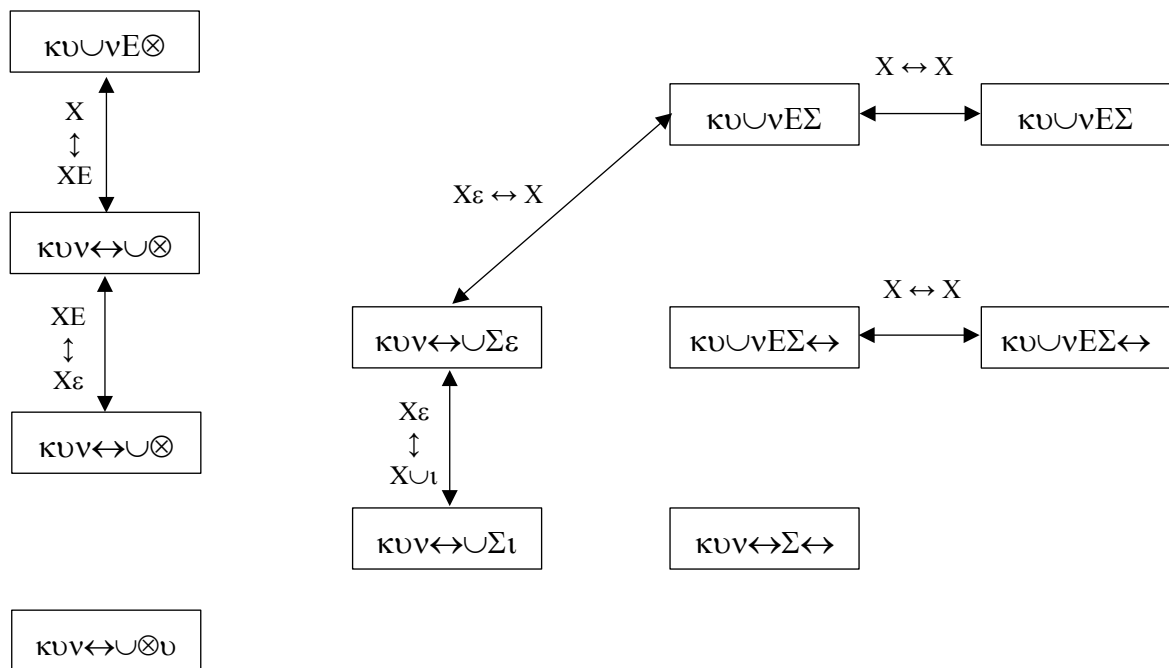 κυ∪νΕ⊗
Χ
↕
ΧΕ
κυν↔∪⊗
ΧΕ
↕
Χε
κυν↔∪⊗
κυν↔∪⊗υ
Χε ↔ Χ
κυν↔∪Σε
Χε
↕
Χ∪ι
κυν↔∪Σι
κυ∪νΕΣ
Χ ↔ Χ
κυ∪νΕΣ
κυ∪νΕΣ↔
Χ ↔ Χ
κυ∪νΕΣ↔
κυν↔Σ↔